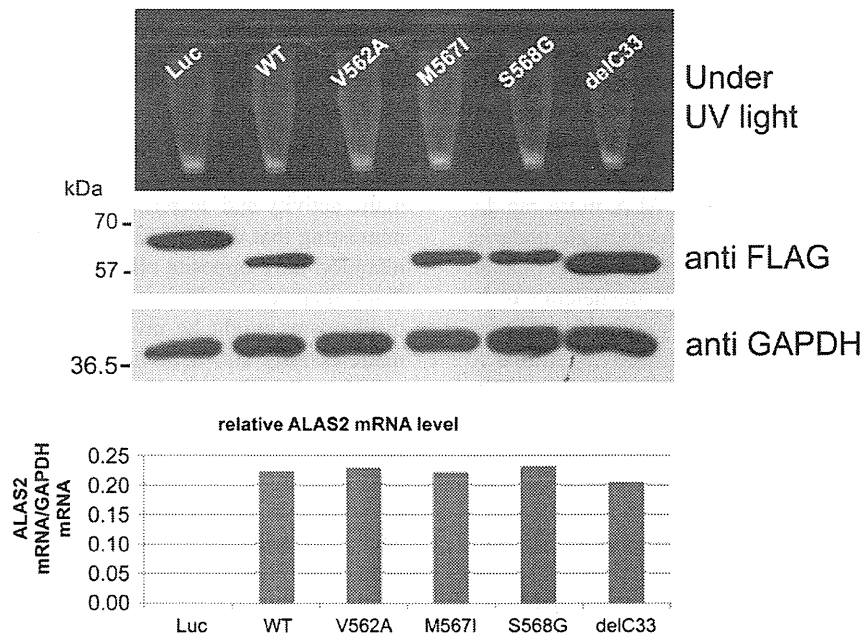 Luc WT V562A M567I S568G delC33
Under
UV light
kDa
70
57
anti FLAG
36.5
anti GAPDH
relative ALAS2 mRNA level
ALAS2
mRNA/GAPDH
mRNA
0.25
0.20
0.15
0.10
0.05
0.00
Luc WT V562A M567I S568G delC33